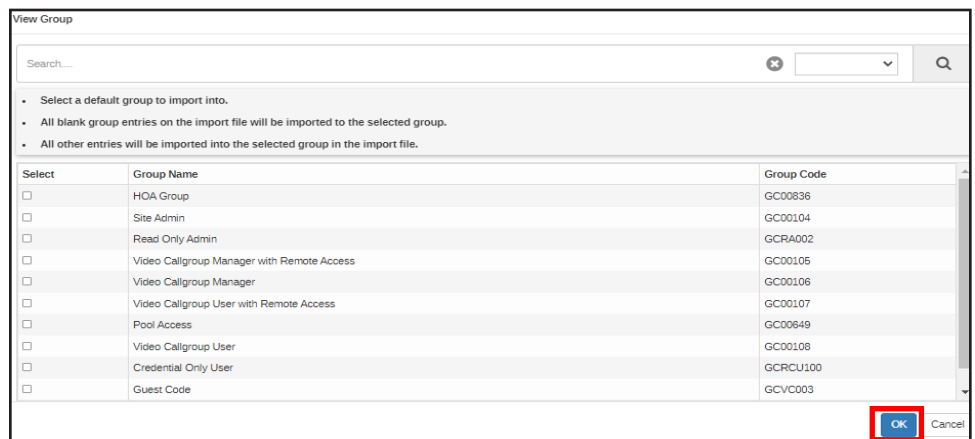 View Group
Search....
• Select a default group to import into.
• All blank group entries on the import file will be imported to the selected group.
• All other entries will be imported into the selected group in the import file.
Select Group Name Group Code
HOA Group GC00836
Site Admin GC00104
Read Only Admin GCRA002
Video Callgroup Manager with Remote Access GC00105
Video Callgroup Manager GC00106
Video Callgroup User with Remote Access GC00107
Pool Access GC00649
Video Callgroup User GC00108
Credential Only User GCRCU100
Guest Code GCVC003
OK Cancel